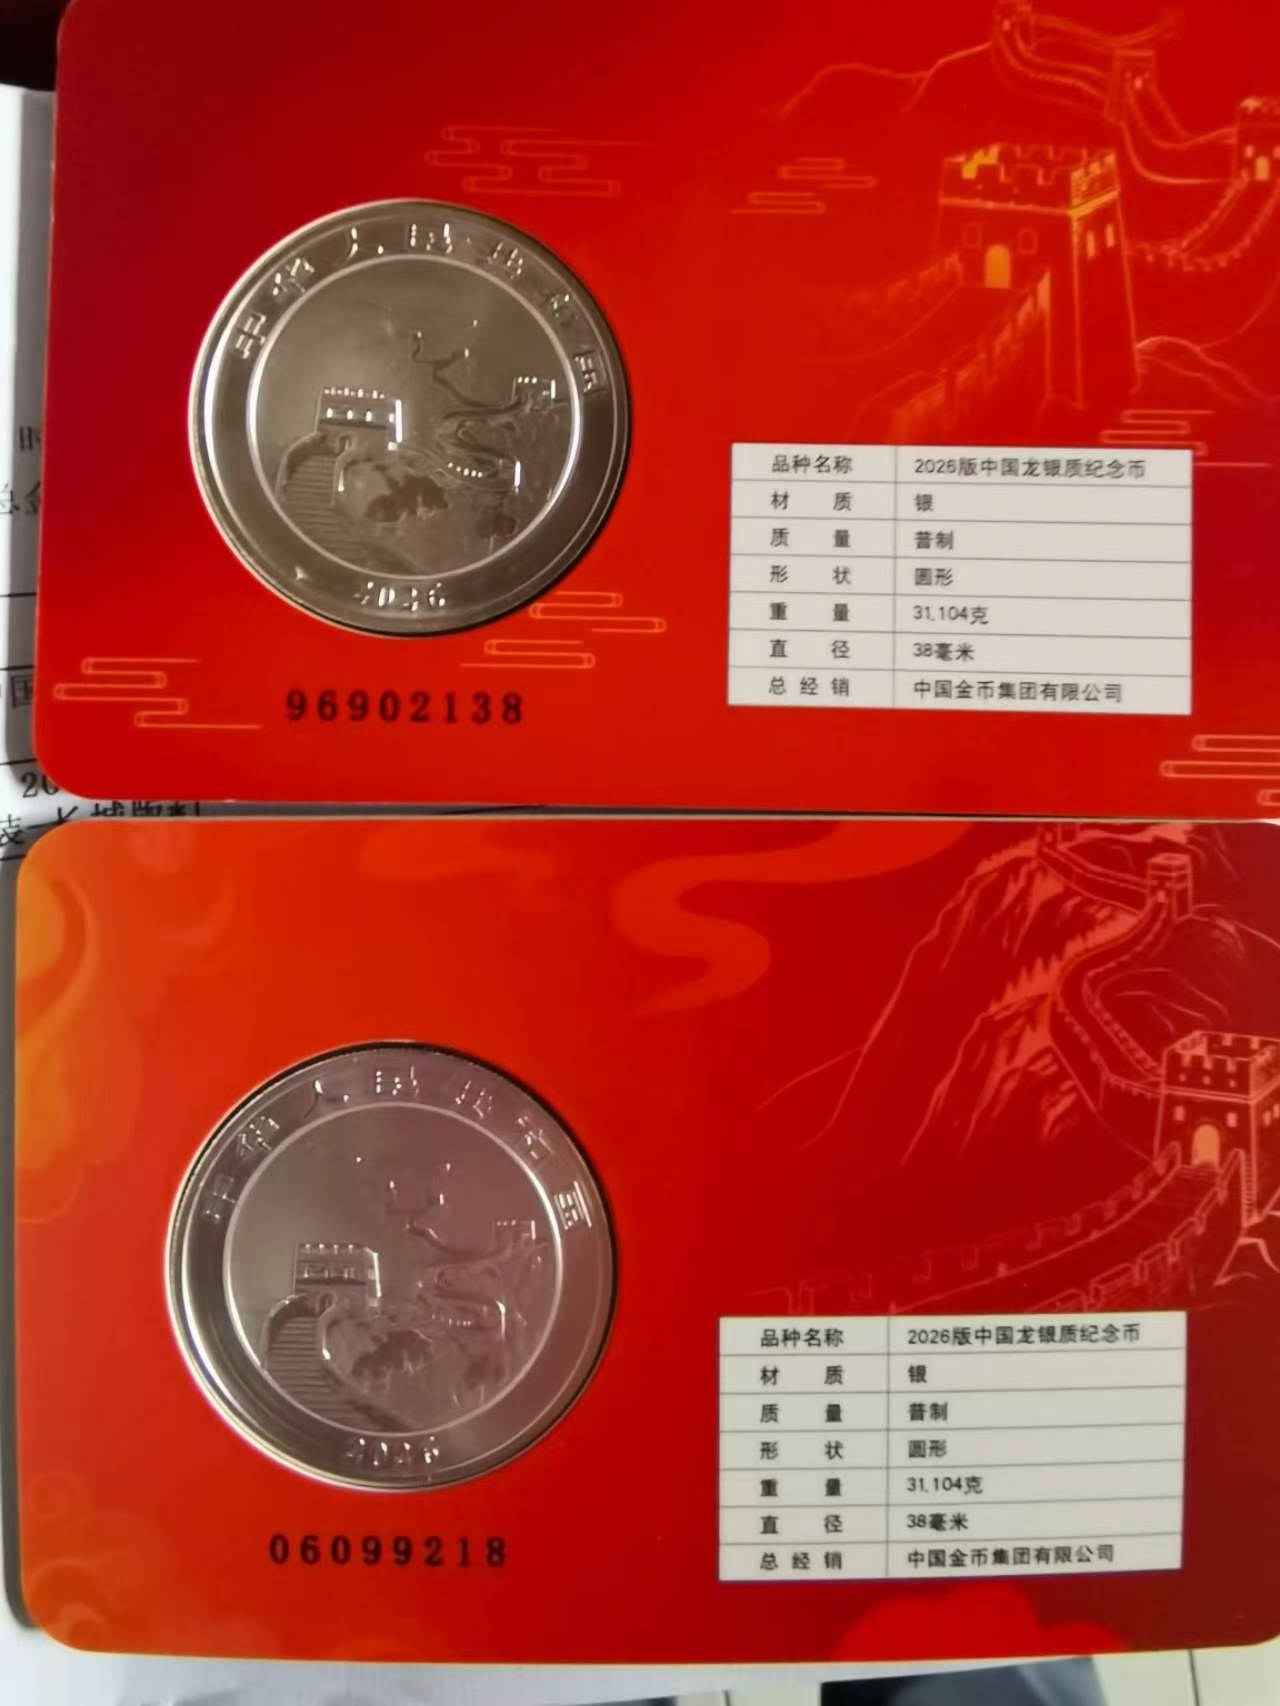 中华人民共和国
2026
96902138
品种名称 2026版中国龙银质纪念币
材 质 银
质 量 普制
形 状 圆形
重 量 31.104克
直 径 38毫米
总经销 中国金币集团有限公司
20
装-长城版料
中华人民共和国
2026
06099218
品种名称 2026版中国龙银质纪念币
材 质 银
质 量 普制
形 状 圆形
重 量 31.104克
直 径 38毫米
总经销 中国金币集团有限公司